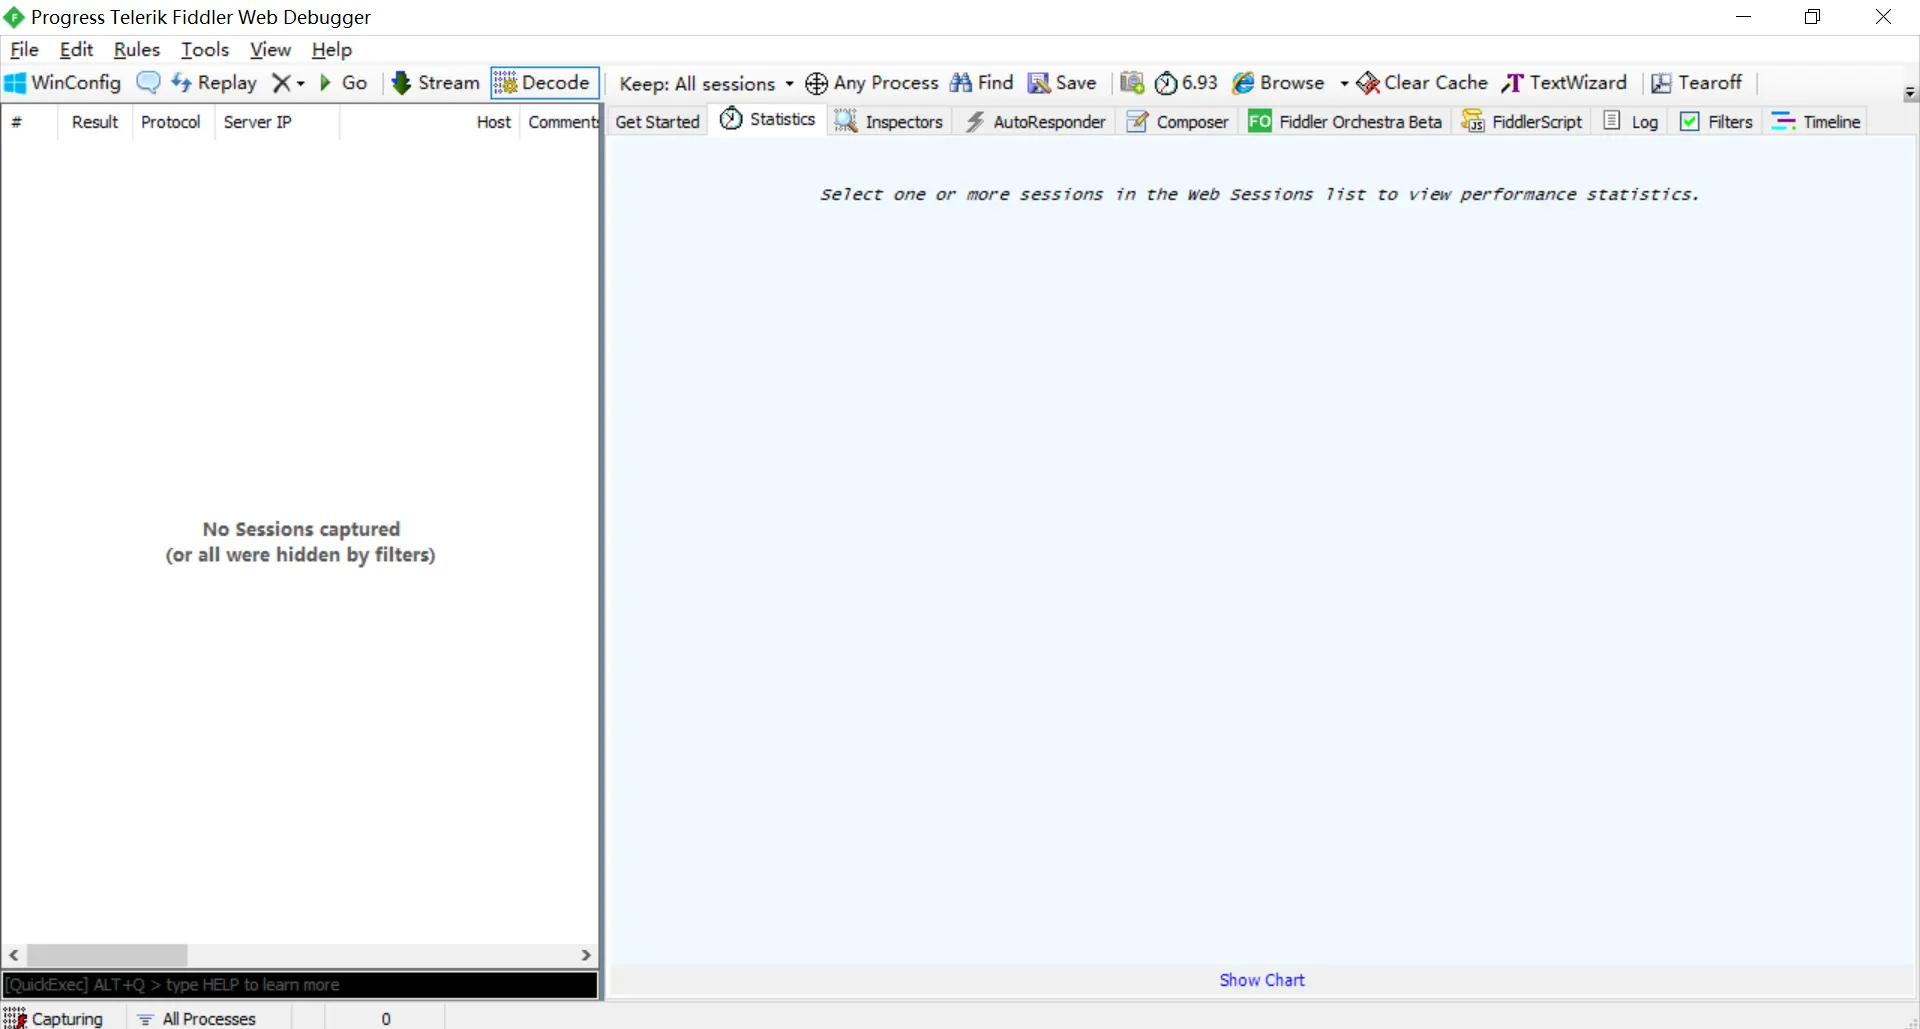 Progress Telerik Fiddler Web Debugger
File Edit Rules Tools View Help
WinConfig Replay Go Stream Decode Keep: All sessions Any Process Find Save 6.93 Browse Clear Cache TextWizard Tearoff
# Result Protocol Server IP Host Comments
Get Started Statistics Inspectors AutoResponder Composer FO Fiddler Orchestra Beta FiddlerScript Log Filters Timeline
Select one or more sessions in the Web Sessions list to view performance statistics.
No Sessions captured
(or all were hidden by filters)
Show Chart
[QuickExec] ALT+Q > type HELP to learn more
Capturing All Processes 0